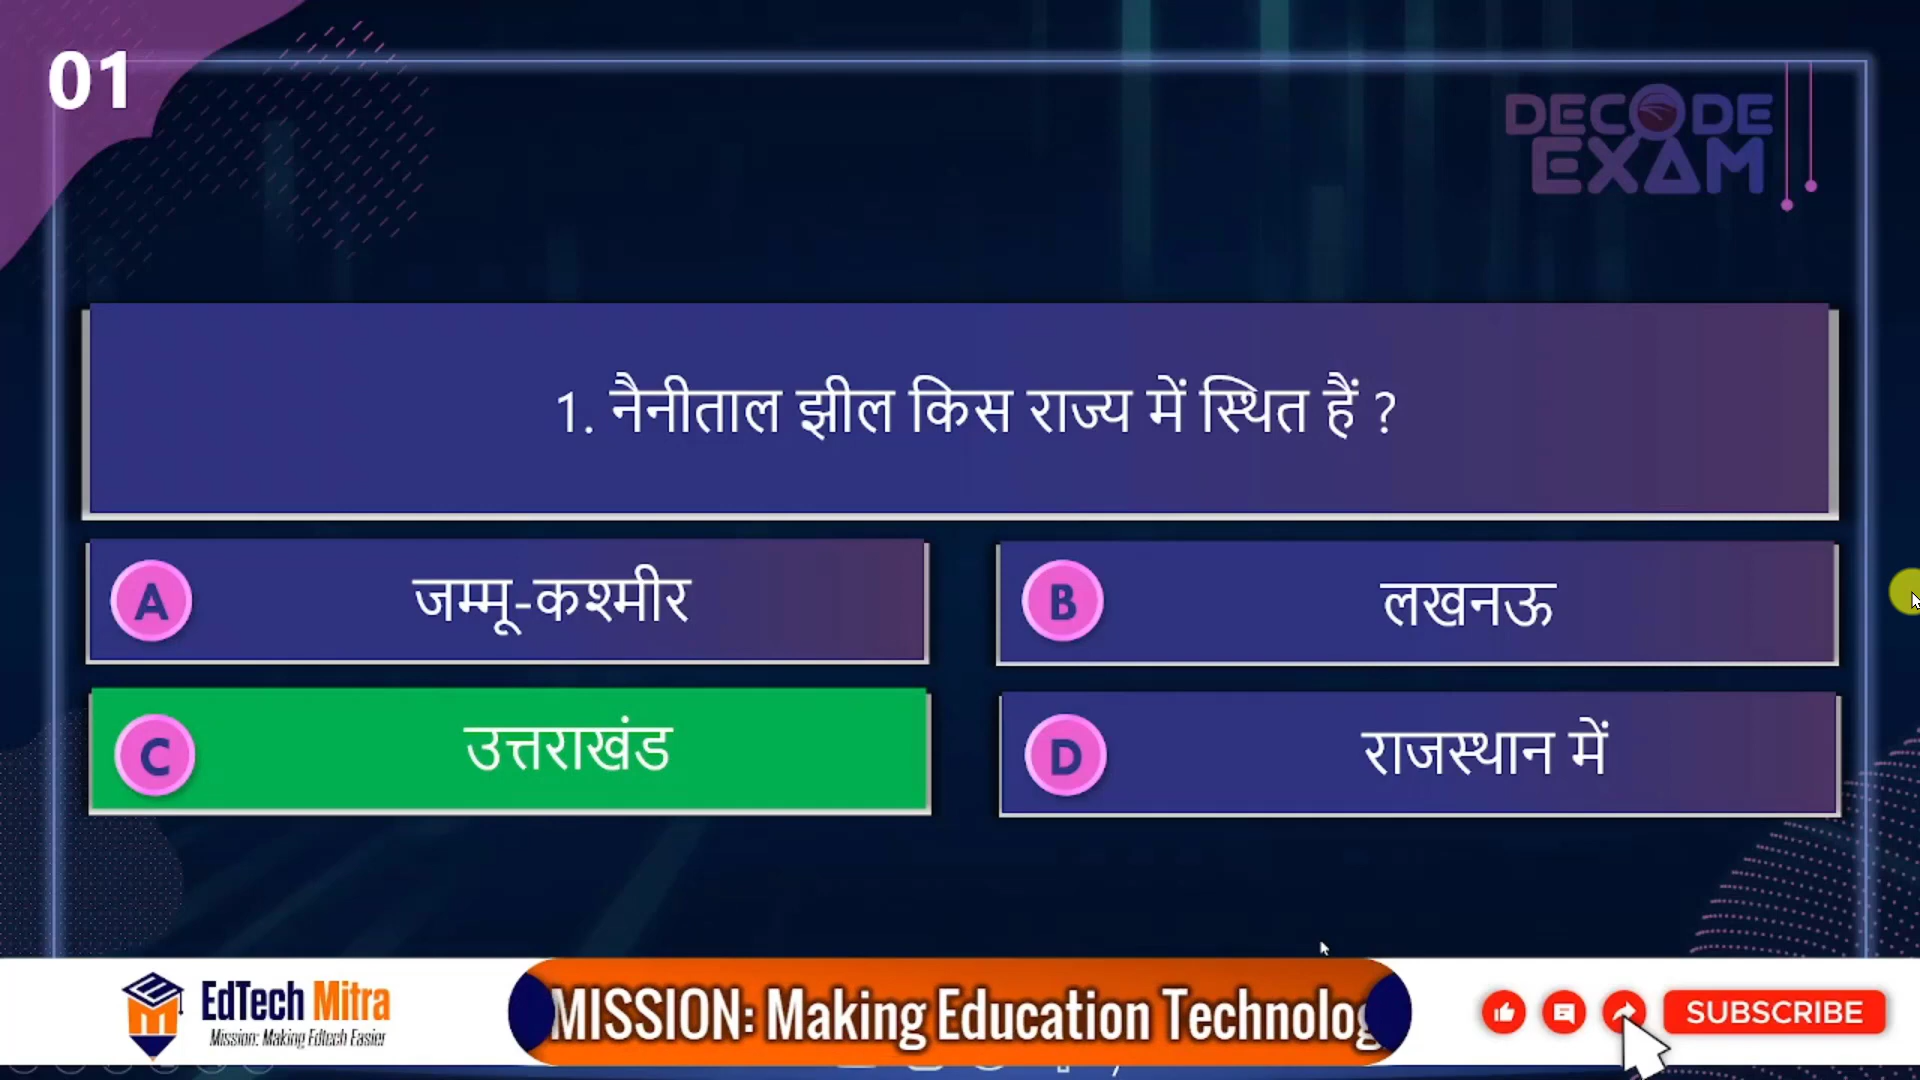 01
DECODE
EXAM
1. नैनीताल झील किस राज्य में स्थित हैं ?
A जम्मू-कश्मीर
B लखनऊ
C उत्तराखंड
D राजस्थान में
EdTech Mitra
Mission: Making Edtech Easier
MISSION: Making Education Technolog
SUBSCRIBE